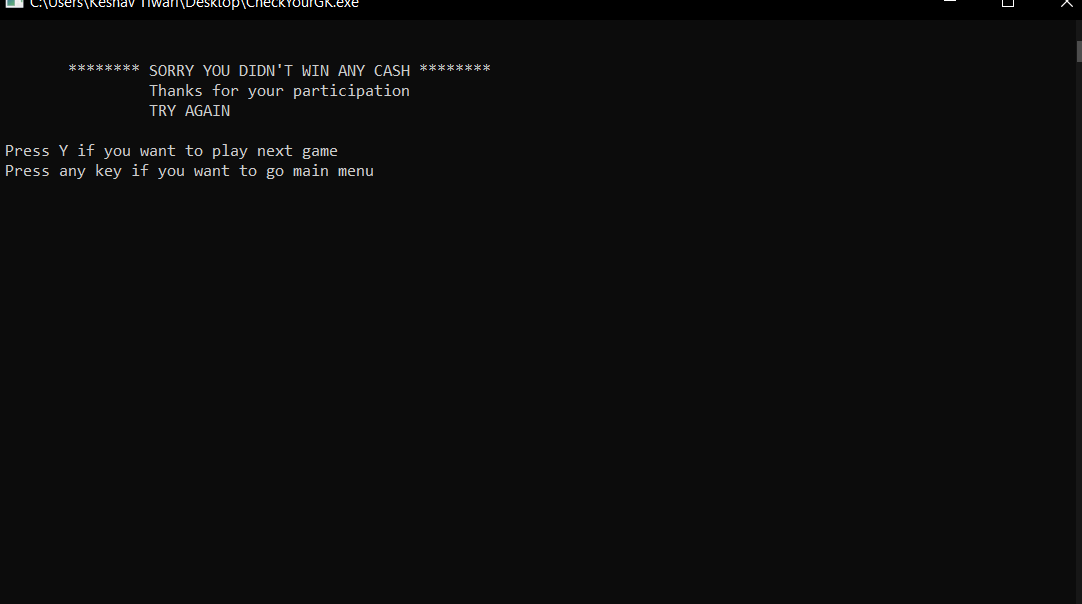 C:\Users\Keshav Tiwari\Desktop\CheckYourGK.exe
******** SORRY YOU DIDN'T WIN ANY CASH ********
Thanks for your participation
TRY AGAIN
Press Y if you want to play next game
Press any key if you want to go main menu